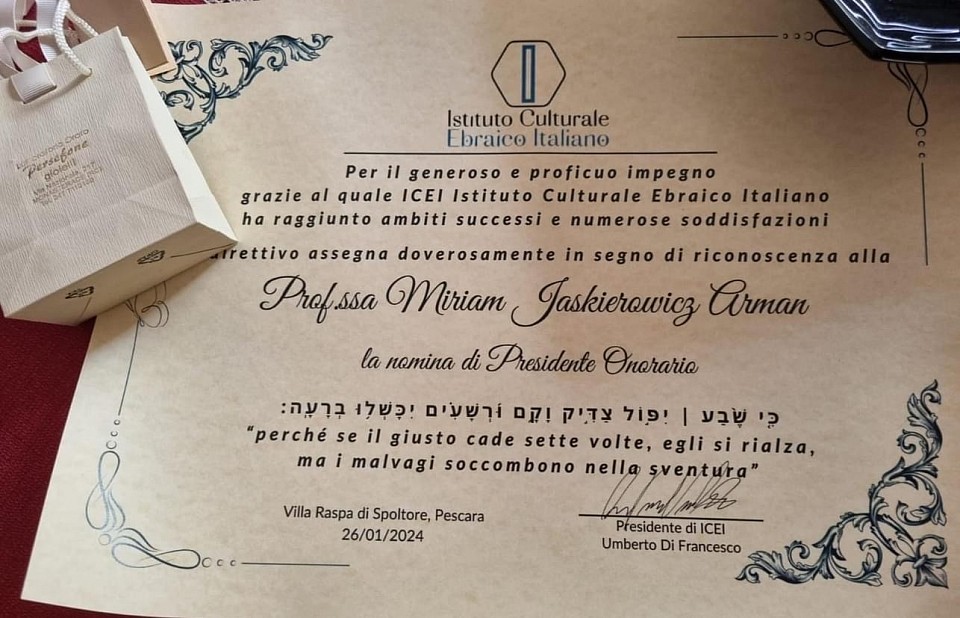 Istituto Culturale
Ebraico Italiano
Per il generoso e proficuo impegno
grazie al quale ICEI Istituto Culturale Ebraico Italiano
ha raggiunto ambiti successi e numerose soddisfazioni
direttivo assegna doverosamente in segno di riconoscenza alla
Prof.ssa Miriam Jaskierowicz Arman
la nomina di Presidente Onorario
כִּ֤י שֶׁ֨בַע | יִפּ֣וֹל צַדִּ֣יק וָקָ֑ם וּ֝רְשָׁעִ֗ים יִכָּשְׁל֥וּ בְרָעָֽה׃
“perché se il giusto cade sette volte, egli si rialza,
ma i malvagi soccombono nella sventura”
Villa Raspa di Spoltore, Pescara
26/01/2024
Presidente di ICEI
Umberto Di Francesco
Persefone
gioielli